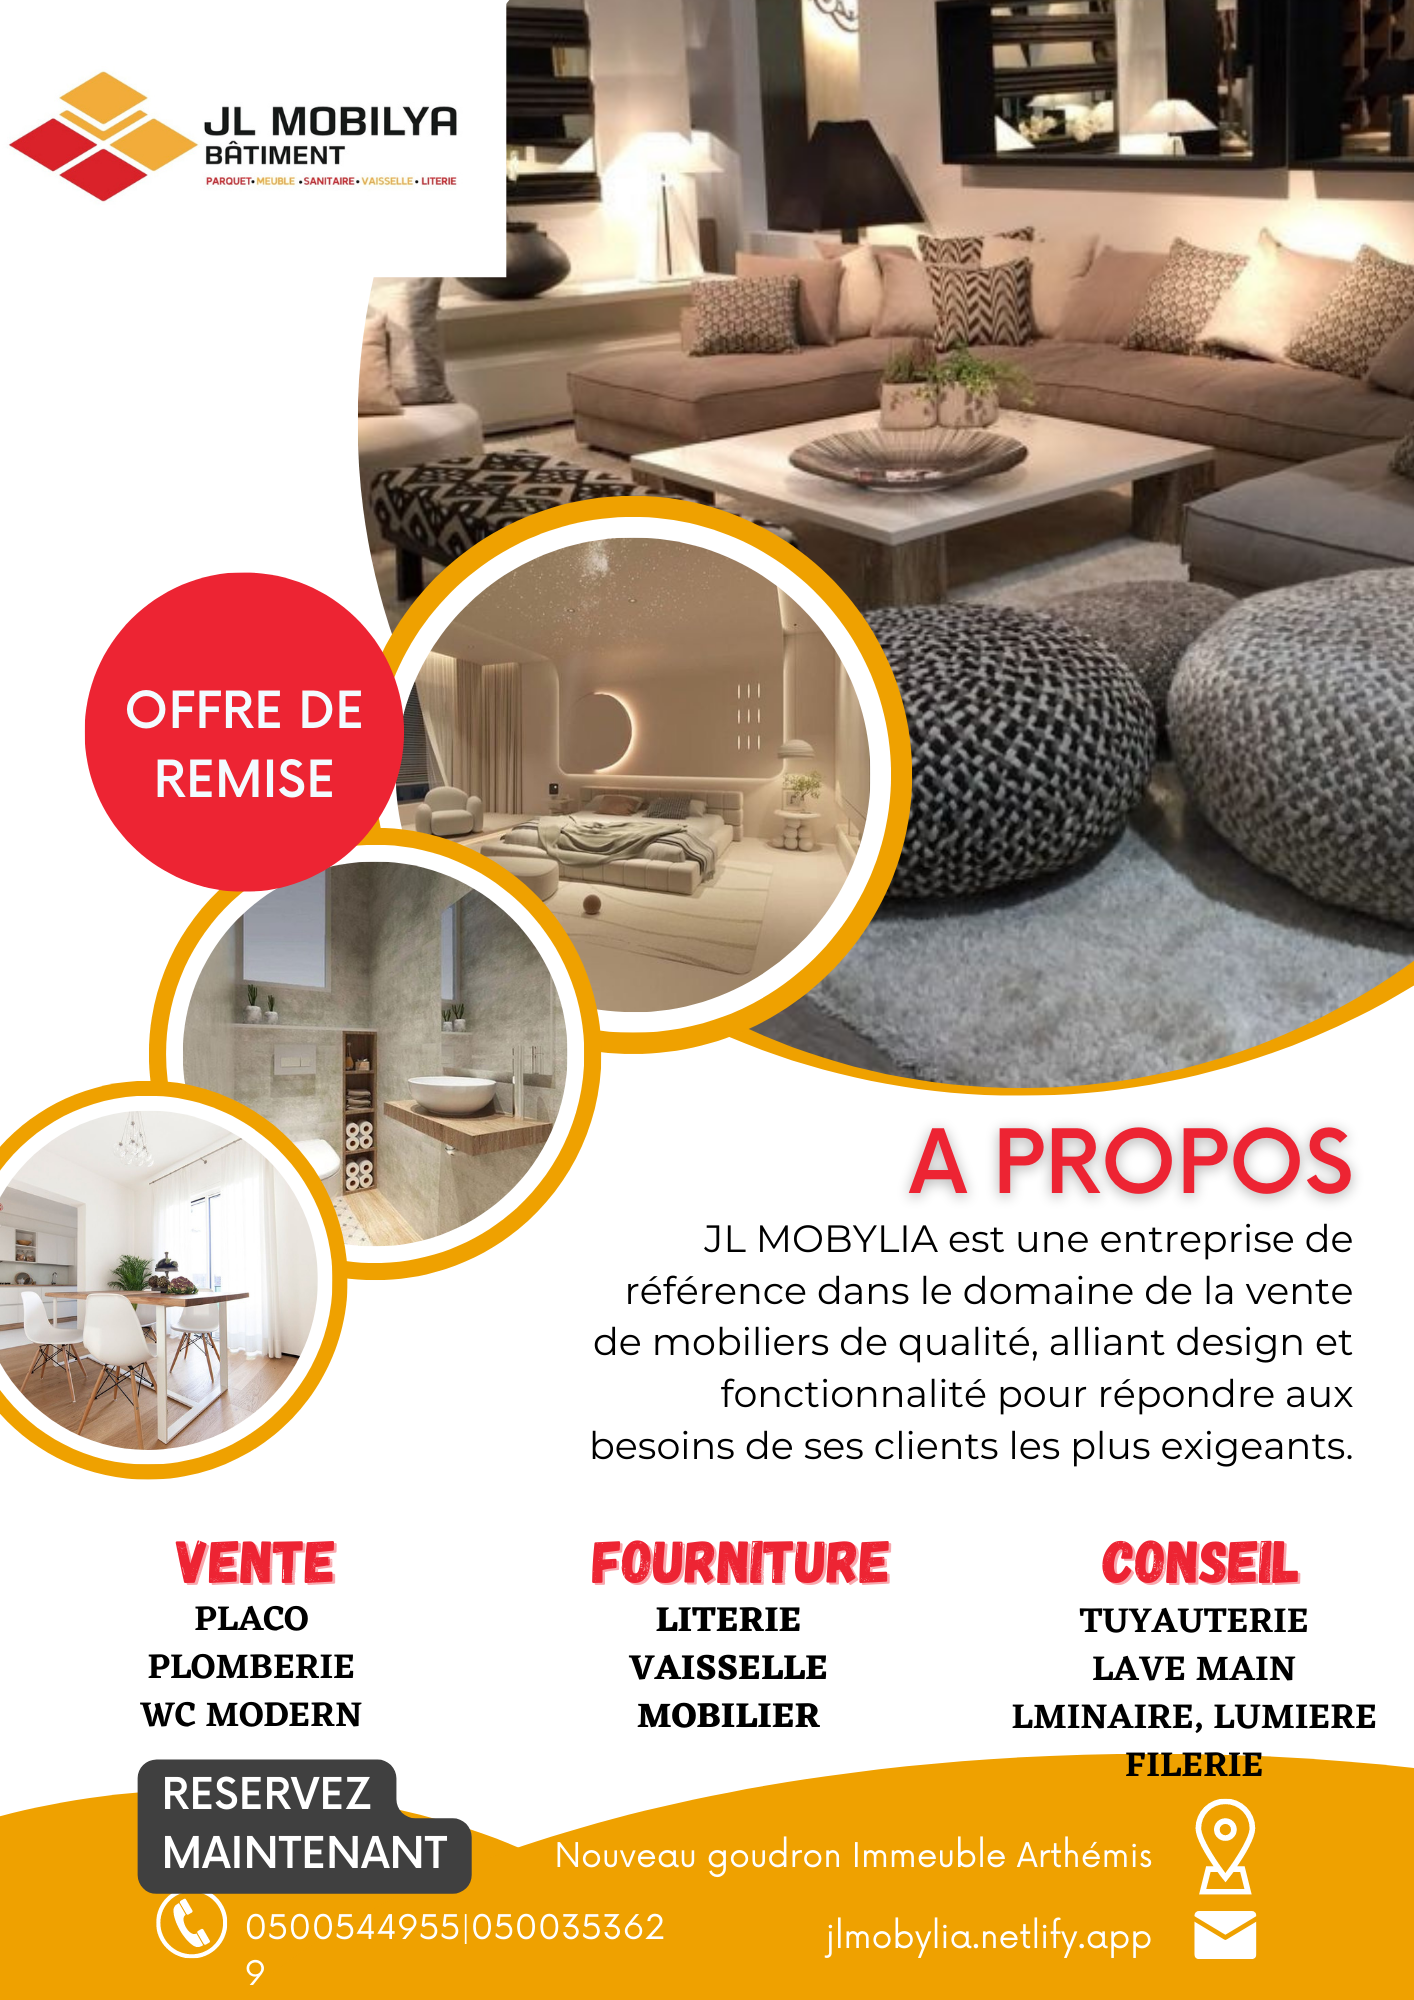 JL MOBILYA
BÂTIMENT
PARQUET• MEUBLE •SANITAIRE• VAISSELLE • LITERIE
OFFRE DE
REMISE
A PROPOS
JL MOBYLIA est une entreprise de
référence dans le domaine de la vente
de mobiliers de qualité, alliant design et
fonctionnalité pour répondre aux
besoins de ses clients les plus exigeants.
VENTE
PLACO
PLOMBERIE
WC MODERN
FOURNITURE
LITERIE
VAISSELLE
MOBILIER
CONSEIL
TUYAUTERIE
LAVE MAIN
LMINAIRE, LUMIERE
FILERIE
RESERVEZ
MAINTENANT
0500544955|050035362
9
Nouveau goudron Immeuble Arthémis
jlmobylia.netlify.app